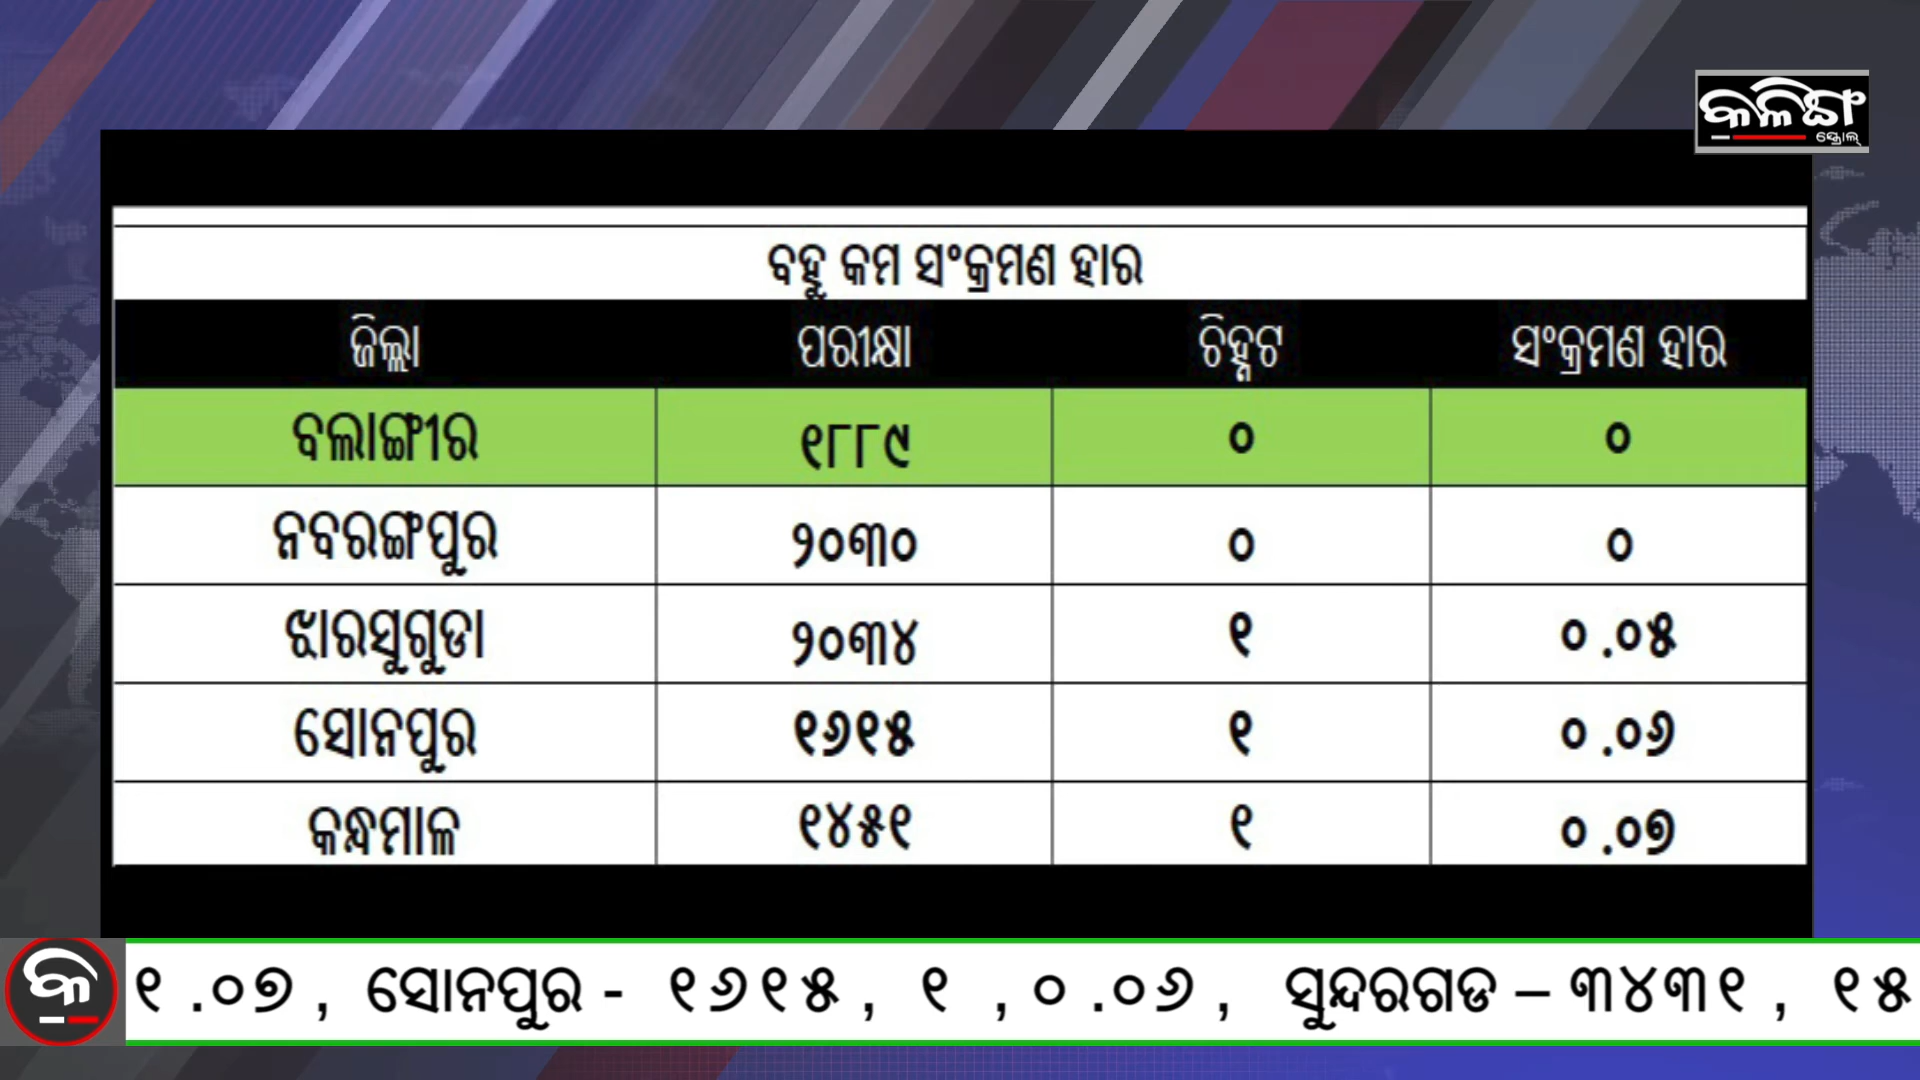 କଳିଙ୍ଗ
ସ୍କ୍ରୋଲ୍
ବହୁ କମ ସଂକ୍ରମଣ ହାର
ଜିଲ୍ଲା ପରୀକ୍ଷା ଚିହ୍ନଟ ସଂକ୍ରମଣ ହାର
ବଲାଙ୍ଗୀର ୧୮୮୯ ୦ ୦
ନବରଙ୍ଗପୁର ୨୦୩୦ ୦ ୦
ଝାରସୁଗୁଡା ୨୦୩୪ ୧ ୦.୦୫
ସୋନପୁର ୧୬୧୫ ୧ ୦.୦୬
କନ୍ଧମାଳ ୧୪୫୧ ୧ ୦.୦୭
କ ୧.୦୭, ସୋନପୁର - ୧୬୧୫, ୧ ,୦.୦୬, ସୁନ୍ଦରଗଡ – ୩୪୩୧, ୧୫